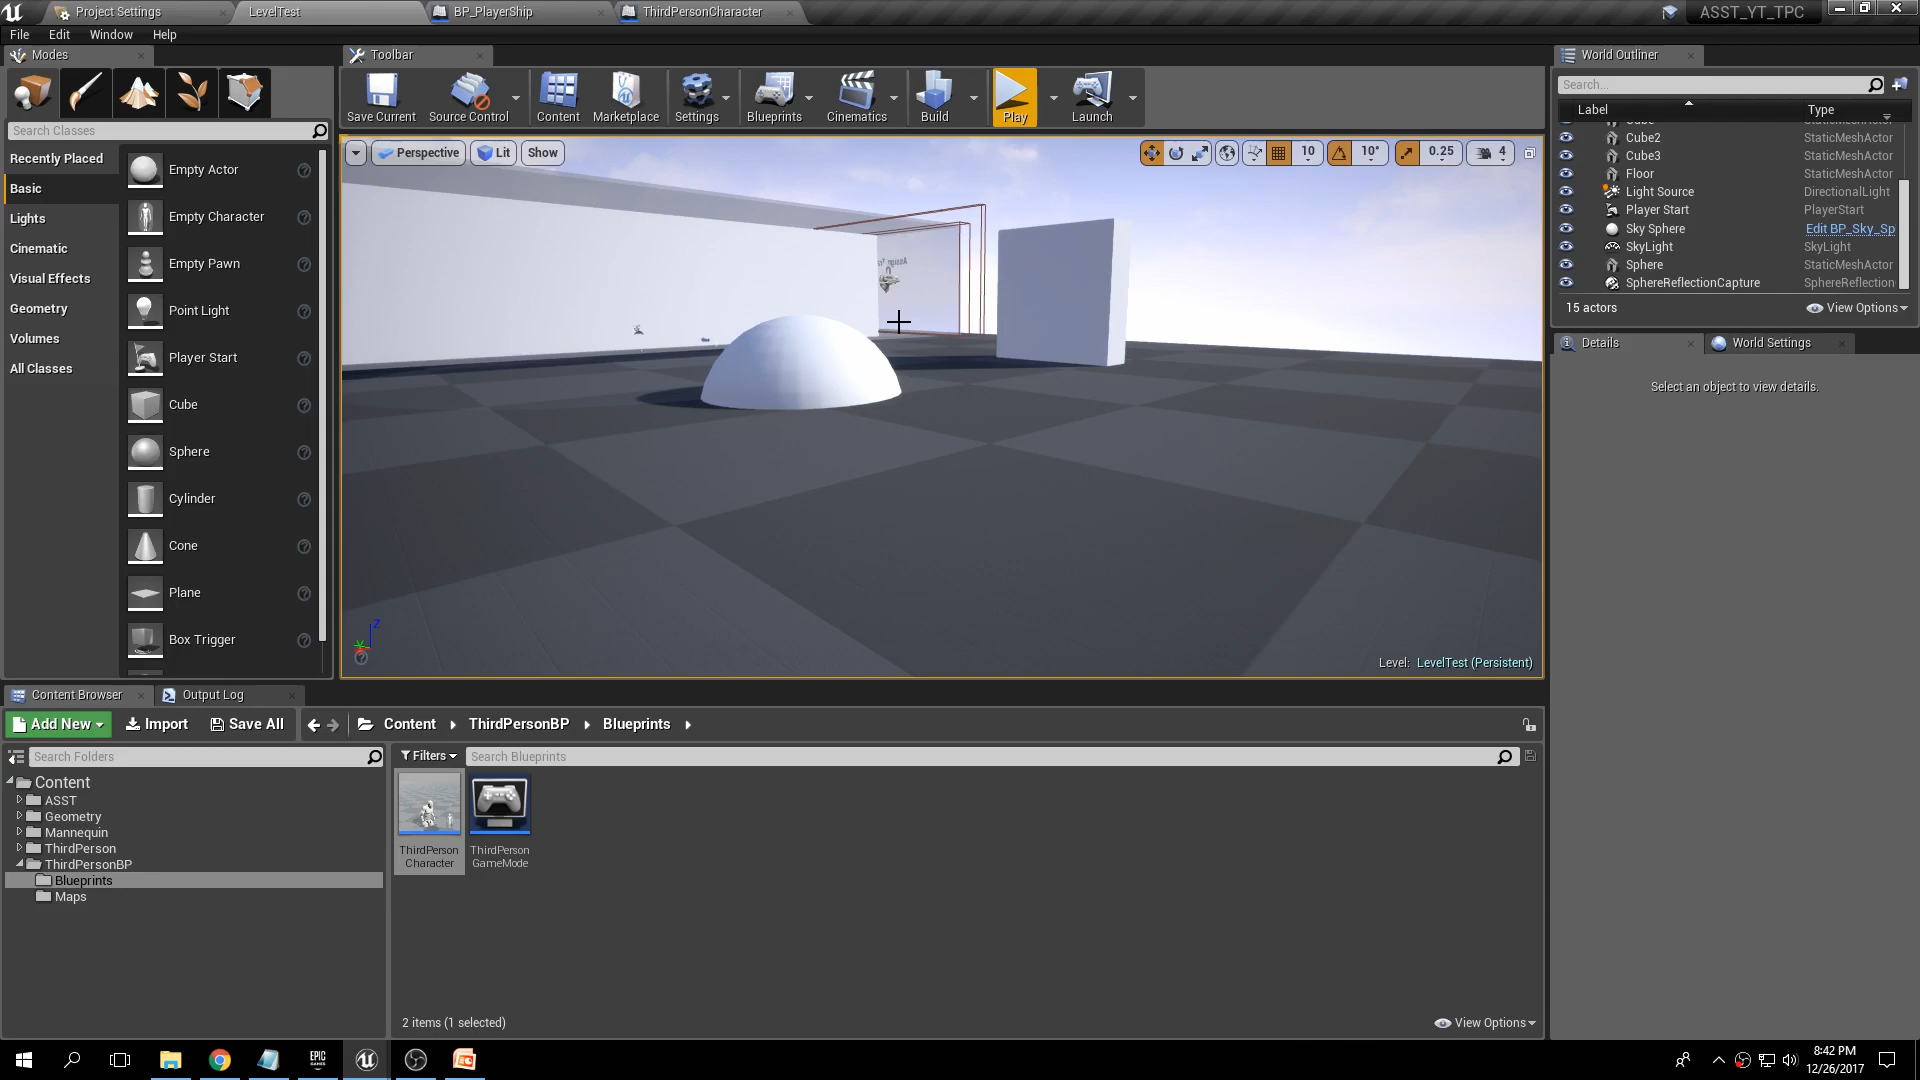 Project Settings
LevelTest
BP_PlayerShip
ThirdPersonCharacter
ASST_YT_TPC
File Edit Window Help
Modes
Toolbar
World Outliner
Search...
Label Type
Save Current
Source Control
Content
Marketplace
Settings
Blueprints
Cinematics
Build
Play
Launch
Search Classes
Recently Placed
Basic
Lights
Cinematic
Visual Effects
Geometry
Volumes
All Classes
Empty Actor
Empty Character
Empty Pawn
Point Light
Player Start
Cube
Sphere
Cylinder
Cone
Plane
Box Trigger
Perspective Lit Show
10 10° 0.25 4
Z
Level: LevelTest (Persistent)
Cube2 StaticMeshActor
Cube3 StaticMeshActor
Floor StaticMeshActor
Light Source DirectionalLight
Player Start PlayerStart
Sky Sphere Edit BP_Sky_Sp
SkyLight SkyLight
Sphere StaticMeshActor
SphereReflectionCapture SphereReflection
15 actors View Options
Details
World Settings
Select an object to view details.
Content Browser
Output Log
Add New Import Save All Content ThirdPersonBP Blueprints
Search Folders
Filters Search Blueprints
Content
ASST
Geometry
Mannequin
ThirdPerson
ThirdPersonBP
Blueprints
Maps
ThirdPerson
Character
ThirdPerson
GameMode
2 items (1 selected)
View Options
EPIC
GAMES
8:42 PM
12/26/2017